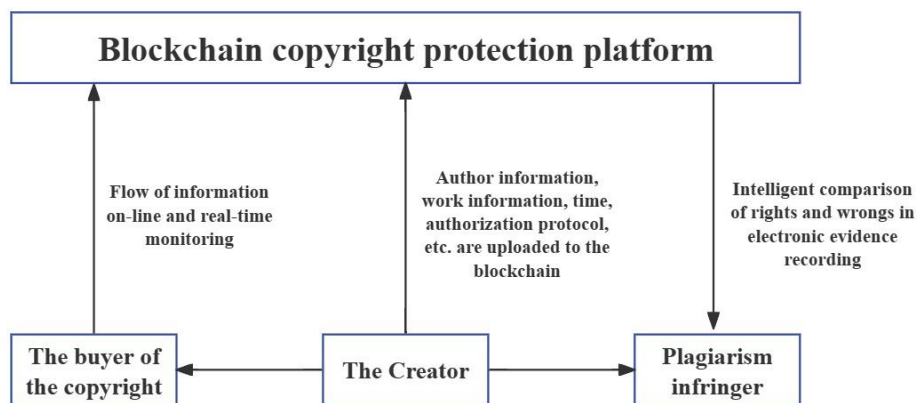 Blockchain copyright protection platform
Flow of information
on-line and real-time
monitoring
Author information,
work information, time,
authorization protocol,
etc. are uploaded to the
blockchain
Intelligent comparison
of rights and wrongs in
electronic evidence
recording
The buyer of
the copyright
The Creator
Plagiarism
infringer